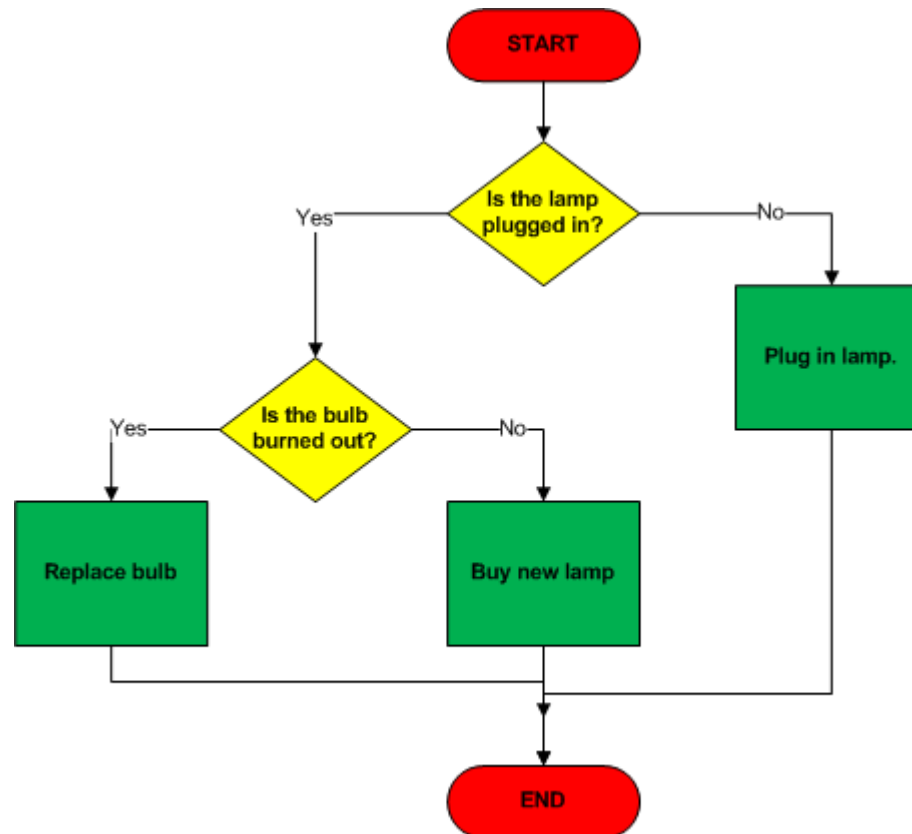 START
Is the lamp
plugged in?
Yes
No
Plug in lamp.
Is the bulb
burned out?
Yes
No
Replace bulb
Buy new lamp
END